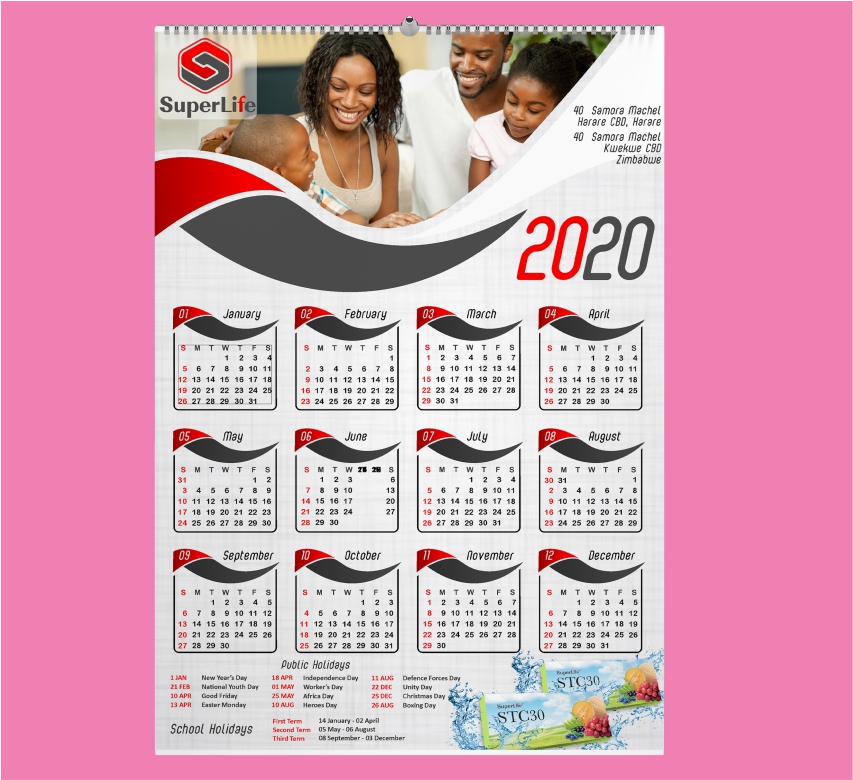 SuperLife
40 Samora Machel
Harare CBD, Harare
40 Samora Machel
Kwekwe CBD
Zimbabwe
2020
01 January
S M T W T F S
1 2 3 4
5 6 7 8 9 10 11
12 13 14 15 16 17 18
19 20 21 22 23 24 25
26 27 28 29 30 31
02 February
S M T W T F S
1
2 3 4 5 6 7 8
9 10 11 12 13 14 15
16 17 18 19 20 21 22
23 24 25 26 27 28 29
03 March
S M T W T F S
1 2 3 4 5 6 7
8 9 10 11 12 13 14
15 16 17 18 19 20 21
22 23 24 25 26 27 28
29 30 31
04 April
S M T W T F S
1 2 3 4
5 6 7 8 9 10 11
12 13 14 15 16 17 18
19 20 21 22 23 24 25
26 27 28 29 30
05 May
S M T W T F S
31 1 2
3 4 5 6 7 8 9
10 11 12 13 14 15 16
17 18 19 20 21 22 23
24 25 26 27 28 29 30
06 June
S M T W S
1 2 3 6
7 8 9 10 13
14 15 16 17 20
21 22 23 24 27
28 29 30
07 July
S M T W T F S
1 2 3 4
5 6 7 8 9 10 11
12 13 14 15 16 17 18
19 20 21 22 23 24 25
26 27 28 29 30 31
08 August
S M T W T F S
30 31 1
2 3 4 5 6 7 8
9 10 11 12 13 14 15
16 17 18 19 20 21 22
23 24 25 26 27 28 29
09 September
S M T W T F S
1 2 3 4 5
6 7 8 9 10 11 12
13 14 15 16 17 18 19
20 21 22 23 24 25 26
27 28 29 30
10 October
S M T W T F S
1 2 3
4 5 6 7 8 9 10
11 12 13 14 15 16 17
18 19 20 21 22 23 24
25 26 27 28 29 30 31
11 November
S M T W T F S
1 2 3 4 5 6 7
8 9 10 11 12 13 14
15 16 17 18 19 20 21
22 23 24 25 26 27 28
29 30
12 December
S M T W T F S
1 2 3 4 5
6 7 8 9 10 11 12
13 14 15 16 17 18 19
20 21 22 23 24 25 26
27 28 29 30 31
Public Holidays
1 JAN New Year's Day
21 FEB National Youth Day
10 APR Good Friday
13 APR Easter Monday
18 APR Independence Day
01 MAY Worker's Day
25 MAY Africa Day
10 AUG Heroes Day
11 AUG Defence Forces Day
22 DEC Unity Day
25 DEC Christmas Day
26 AUG Boxing Day
School Holidays
First Term 14 January - 02 April
Second Term 05 May - 06 August
Third Term 08 September - 03 December
SuperLife
STC30
SuperLife
STC30